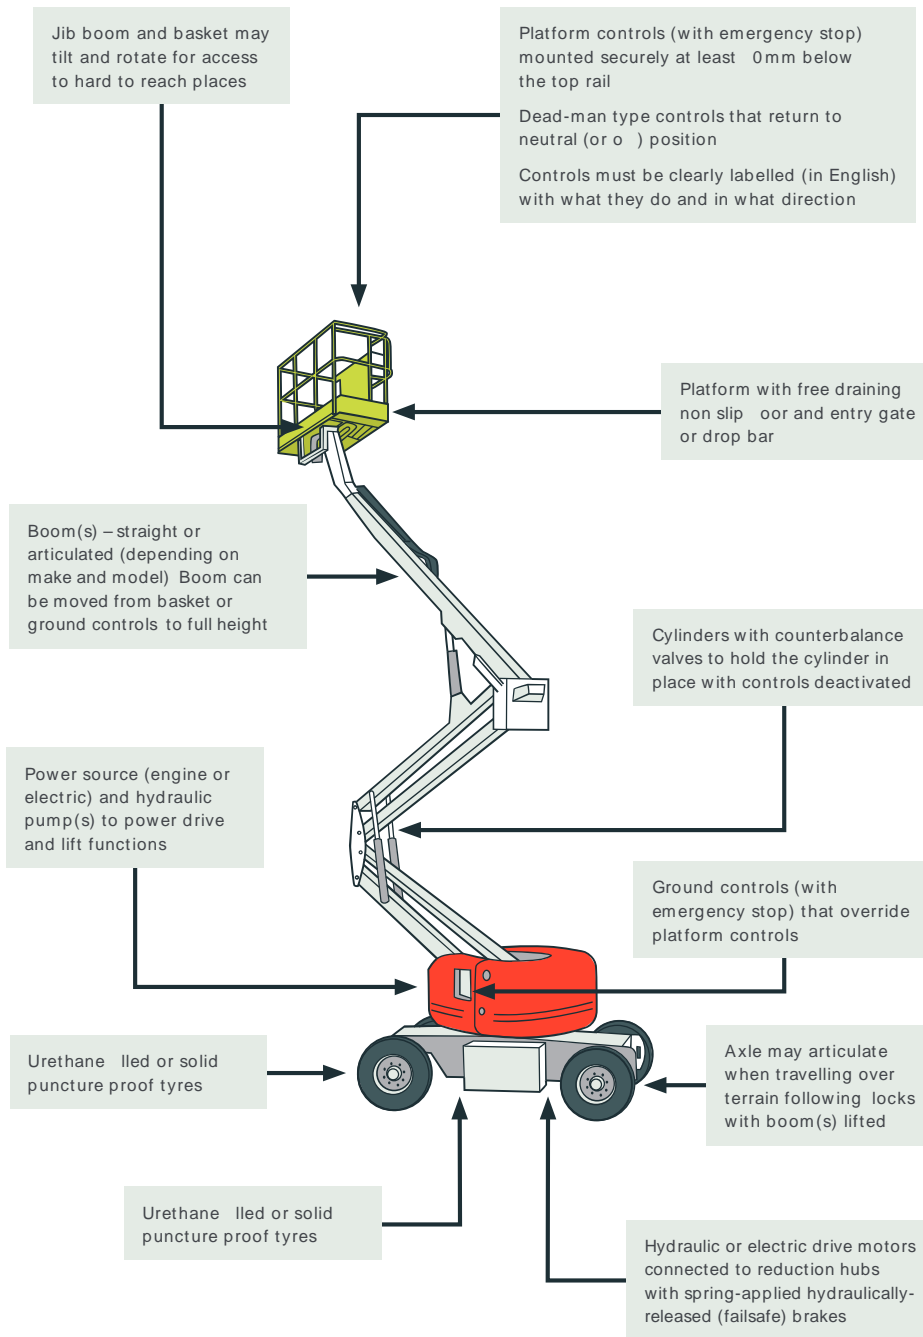 Jib boom and basket may
tilt and rotate for access
to hard to reach places
Platform controls (with emergency stop)
mounted securely at least 0mm below
the top rail
Dead-man type controls that return to
neutral (or o ) position
Controls must be clearly labelled (in English)
with what they do and in what direction
Platform with free draining
non slip oor and entry gate
or drop bar
Boom(s) – straight or
articulated (depending on
make and model) Boom can
be moved from basket or
ground controls to full height
Cylinders with counterbalance
valves to hold the cylinder in
place with controls deactivated
Power source (engine or
electric) and hydraulic
pump(s) to power drive
and lift functions
Ground controls (with
emergency stop) that override
platform controls
Urethane lled or solid
puncture proof tyres
Axle may articulate
when travelling over
terrain following locks
with boom(s) lifted
Urethane lled or solid
puncture proof tyres
Hydraulic or electric drive motors
connected to reduction hubs
with spring-applied hydraulically-
released (failsafe) brakes